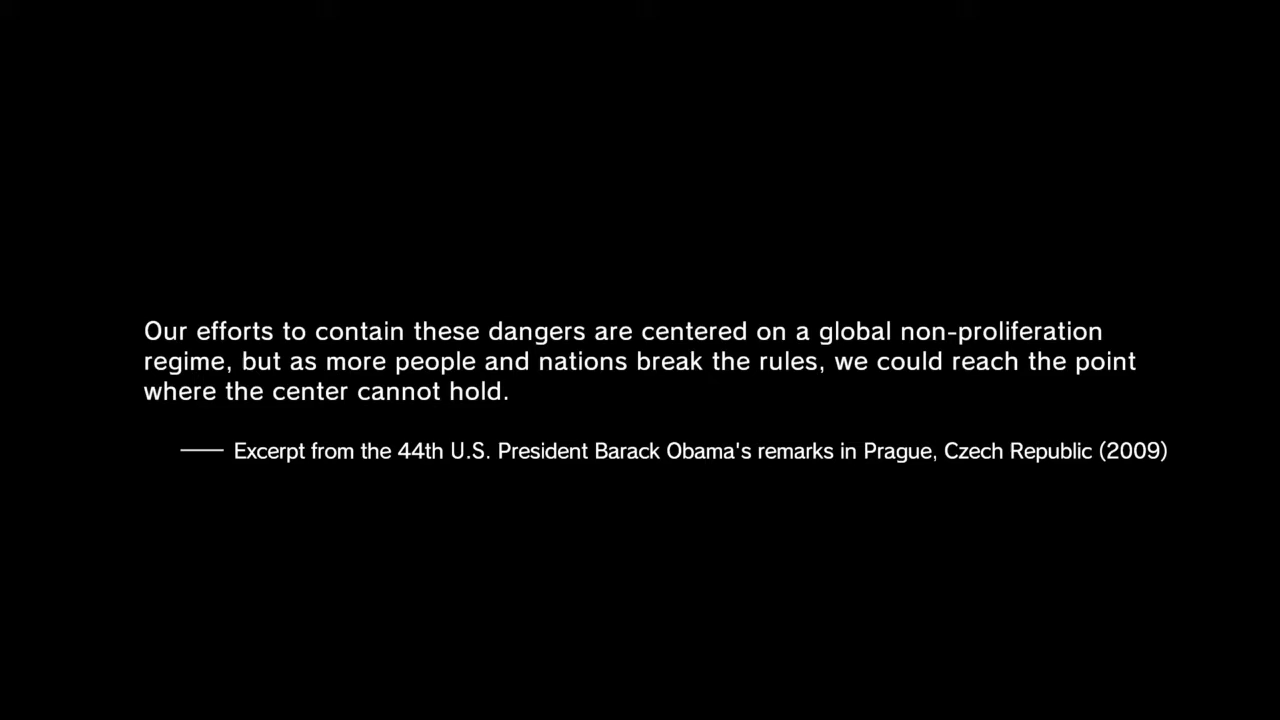 Our efforts to contain these dangers are centered on a global non-proliferation
regime, but as more people and nations break the rules, we could reach the point
where the center cannot hold.
—— Excerpt from the 44th U.S. President Barack Obama's remarks in Prague, Czech Republic (2009)